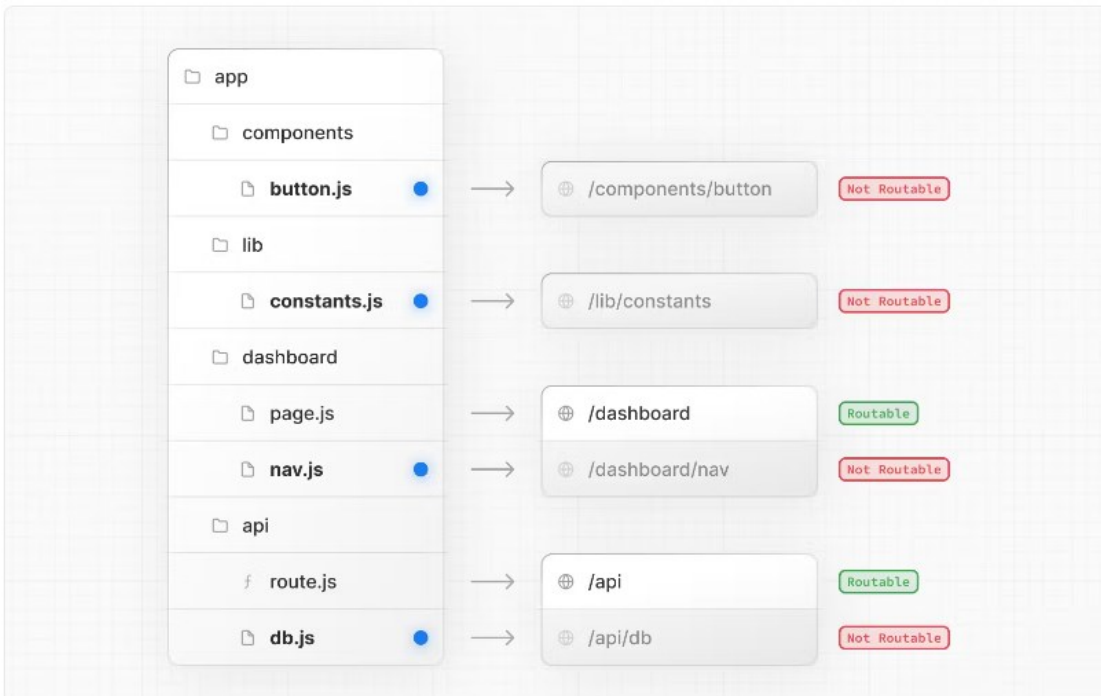 app
components
button.js /components/button Not Routable
lib
constants.js /lib/constants Not Routable
dashboard
page.js /dashboard Routable
nav.js /dashboard/nav Not Routable
api
route.js /api Routable
db.js /api/db Not Routable